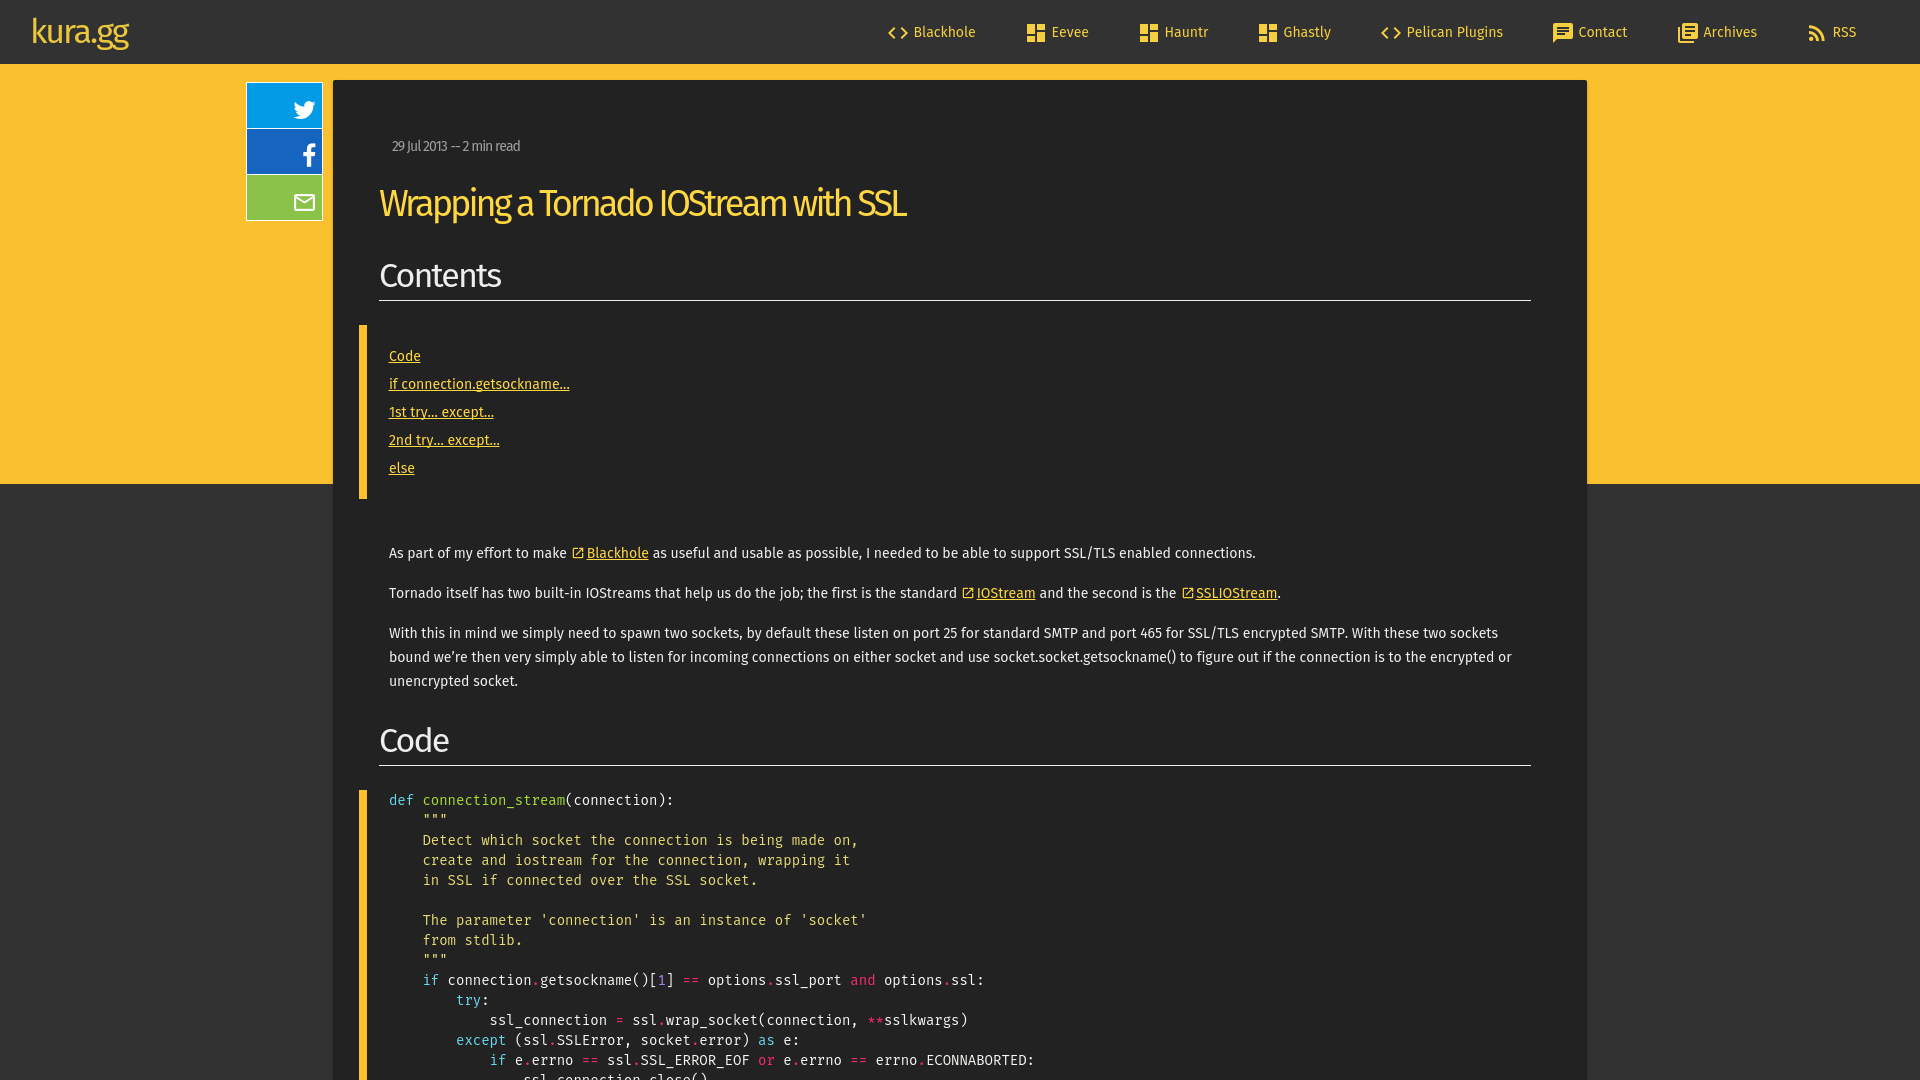 kura.gg
Blackhole
Eevee
Hauntr
Ghastly
Pelican Plugins
Contact
Archives
RSS
29 Jul 2013 -- 2 min read
Wrapping a Tornado IOStream with SSL
Contents
Code
if connection.getsockname...
1st try... except...
2nd try... except...
else
As part of my effort to make Blackhole as useful and usable as possible, I needed to be able to support SSL/TLS enabled connections.
Tornado itself has two built-in IOStreams that help us do the job; the first is the standard IOStream and the second is the SSLIOStream.
With this in mind we simply need to spawn two sockets, by default these listen on port 25 for standard SMTP and port 465 for SSL/TLS encrypted SMTP. With these two sockets
bound we’re then very simply able to listen for incoming connections on either socket and use socket.socket.getsockname() to figure out if the connection is to the encrypted or
unencrypted socket.
Code
def connection_stream(connection):
    """
    Detect which socket the connection is being made on,
    create and iostream for the connection, wrapping it
    in SSL if connected over the SSL socket.
    The parameter 'connection' is an instance of 'socket'
    from stdlib.
    """
    if connection.getsockname()[1] == options.ssl_port and options.ssl:
        try:
            ssl_connection = ssl.wrap_socket(connection, **sslkwargs)
        except (ssl.SSLError, socket.error) as e:
            if e.errno == ssl.SSL_ERROR_EOF or e.errno == errno.ECONNABORTED:
                ssl_connection.close()